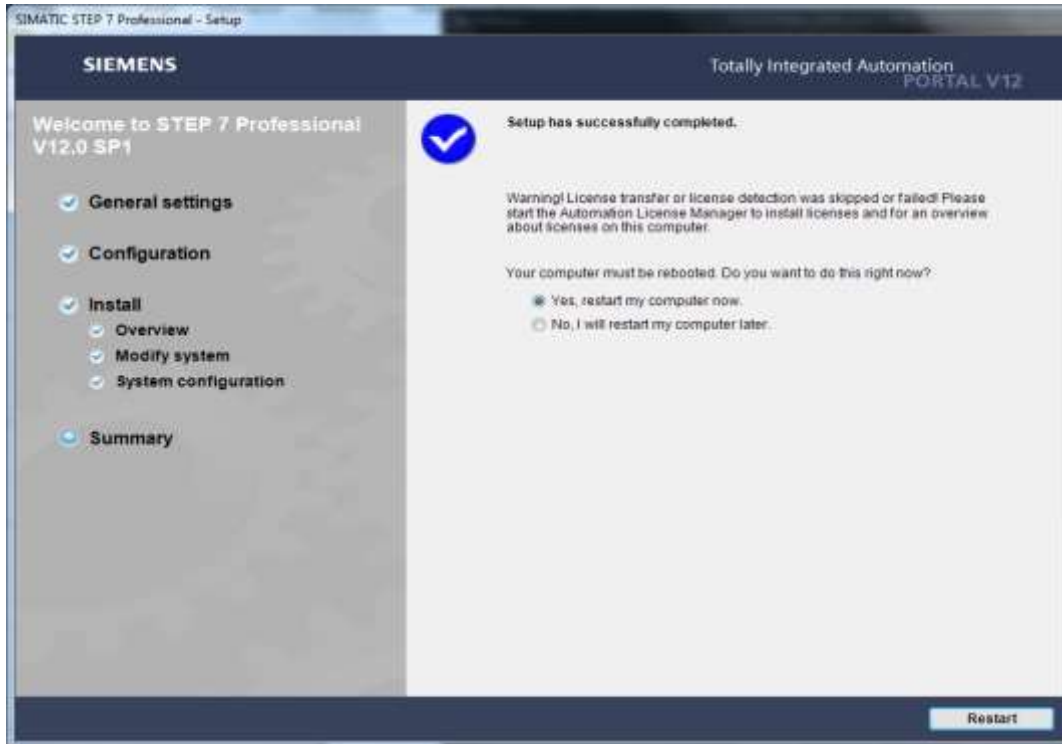 SIMATIC STEP 7 Professional - Setup
SIEMENS
Totally Integrated Automation
PORTAL V12
Welcome to STEP 7 Professional
V12.0 SP1
General settings
Configuration
Install
Overview
Modify system
System configuration
Summary
Setup has successfully completed.
Warning! License transfer or license detection was skipped or failed! Please
start the Automation License Manager to install licenses and for an overview
about licenses on this computer.
Your computer must be rebooted. Do you want to do this right now?
Yes, restart my computer now.
No, I will restart my computer later.
Restart